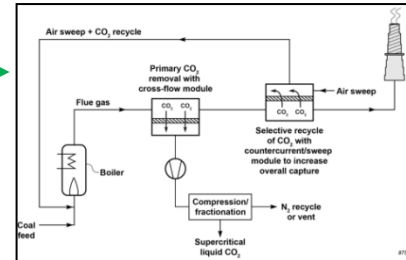 Air sweep + CO₂ recycle
Primary CO₂
removal with
cross-flow module
Flue gas
CO₂ CO₂
CO₂ CO₂
Air sweep
Selective recycle
of CO₂ with
countercurrent/sweep
module to increase
overall capture
Boiler
Coal
feed
Compression/
fractionation
N₂ recycle
or vent
Supercritical
liquid CO₂